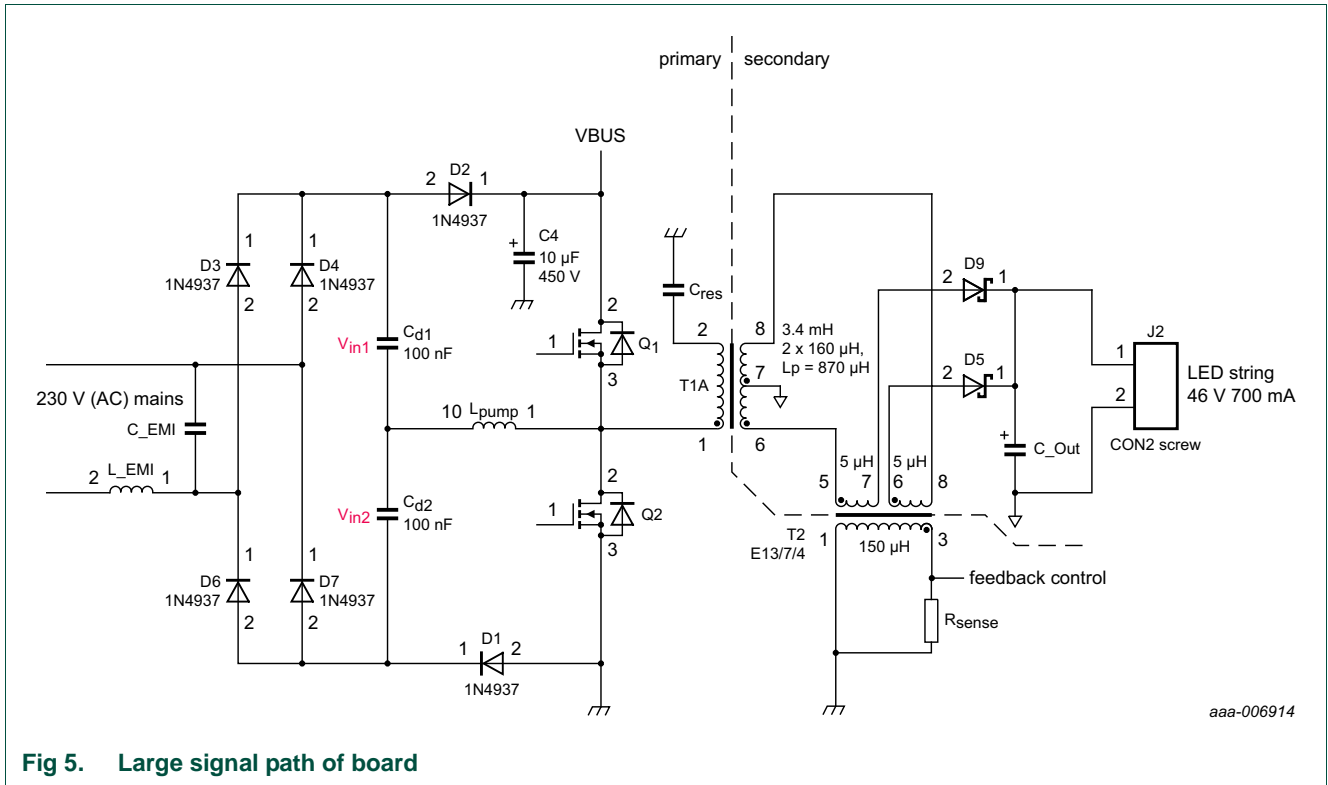 primary
secondary
VBUS
D2
2
1
1N4937
C4
10 µF
450 V
+
1
D3
1N4937
2
1
D4
1N4937
2
Cres
2
Q1
1
3
Vin1
Cd1
100 nF
2
8
3.4 mH
2 x 160 µH,
Lp = 870 µH
T1A
7
1
6
D9
2
1
D5
2
1
J2
1
2
LED string
46 V 700 mA
CON2 screw
+
C_Out
230 V (AC) mains
C_EMI
2
L_EMI
1
10
Lpump
1
Vin2
Cd2
100 nF
2
Q2
1
3
5 µH
5 µH
5
7
6
8
T2
E13/7/4
1
150 µH
3
feedback control
Rsense
1
D6
1N4937
2
1
D7
1N4937
2
D1
1
2
1N4937
aaa-006914
Fig 5. Large signal path of board